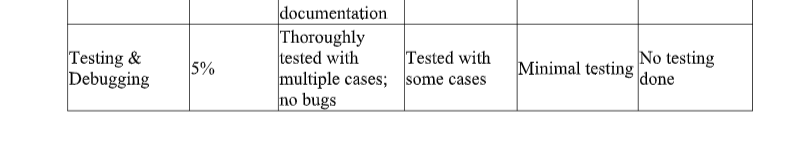 documentation
Testing &
Debugging
5%
Thoroughly
tested with
multiple cases;
no bugs
Tested with
some cases
Minimal testing
No testing
done